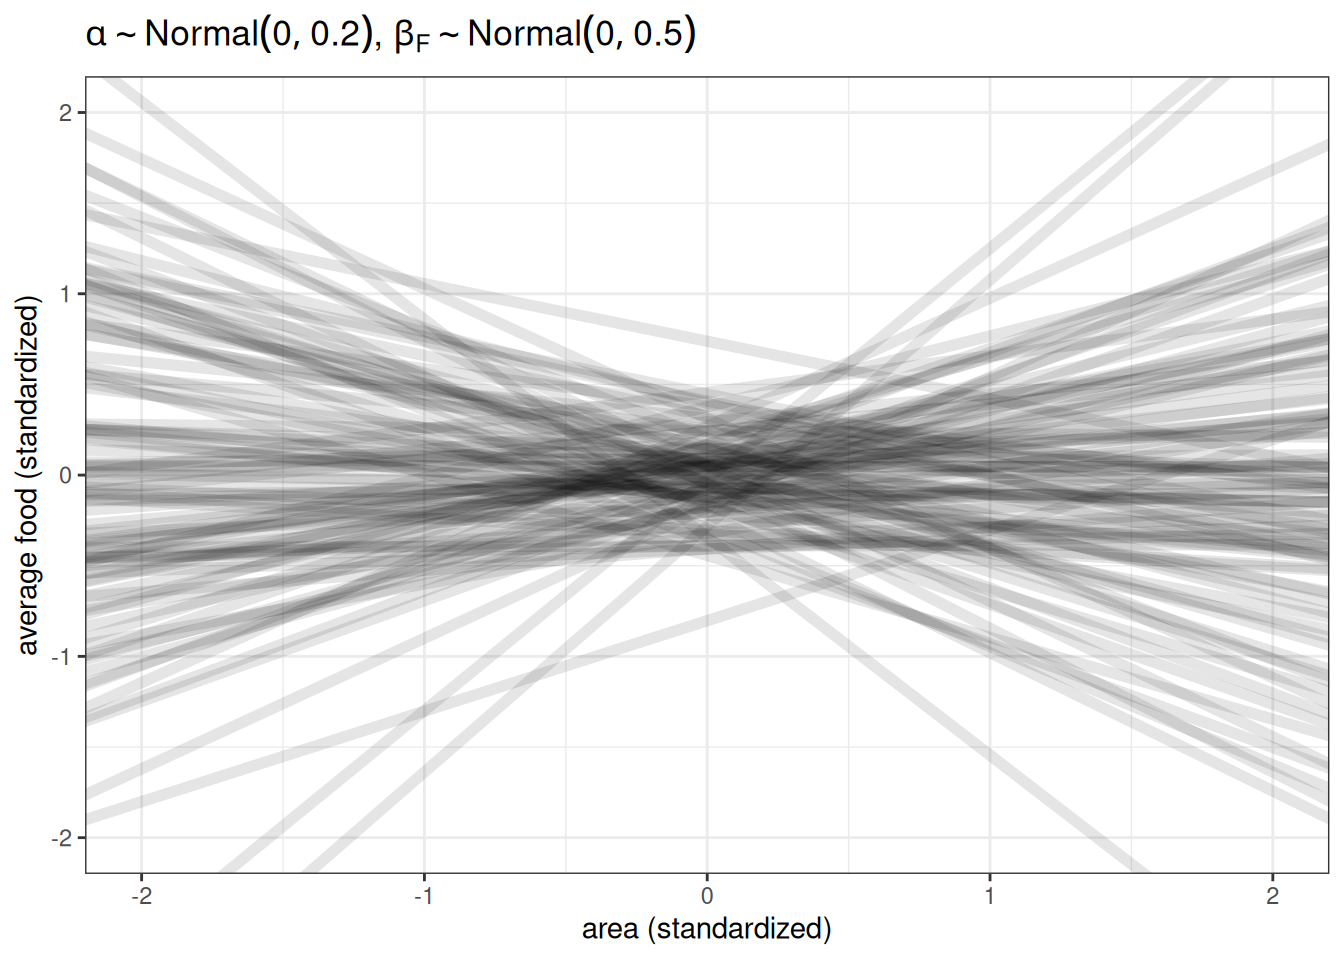 α ~ Normal(0, 0.2), βF ~ Normal(0, 0.5)
2
1
0
-1
-2
average food (standardized)
-2 -1 0 1 2
area (standardized)